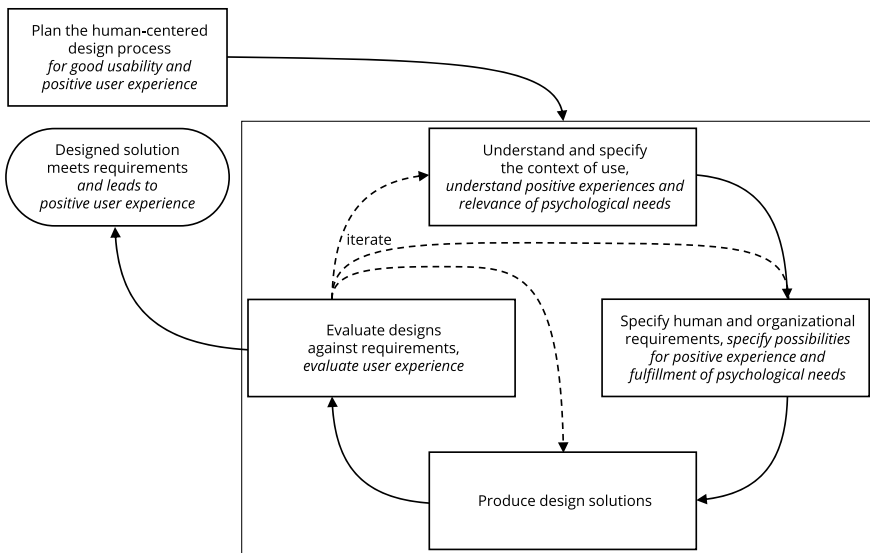 Plan the human-centered
design process
for good usability and
positive user experience
Designed solution
meets requirements
and leads to
positive user experience
Understand and specify
the context of use,
understand positive experiences and
relevance of psychological needs
iterate
Evaluate designs
against requirements,
evaluate user experience
Specify human and organizational
requirements, specify possibilities
for positive experience and
fulfillment of psychological needs
Produce design solutions